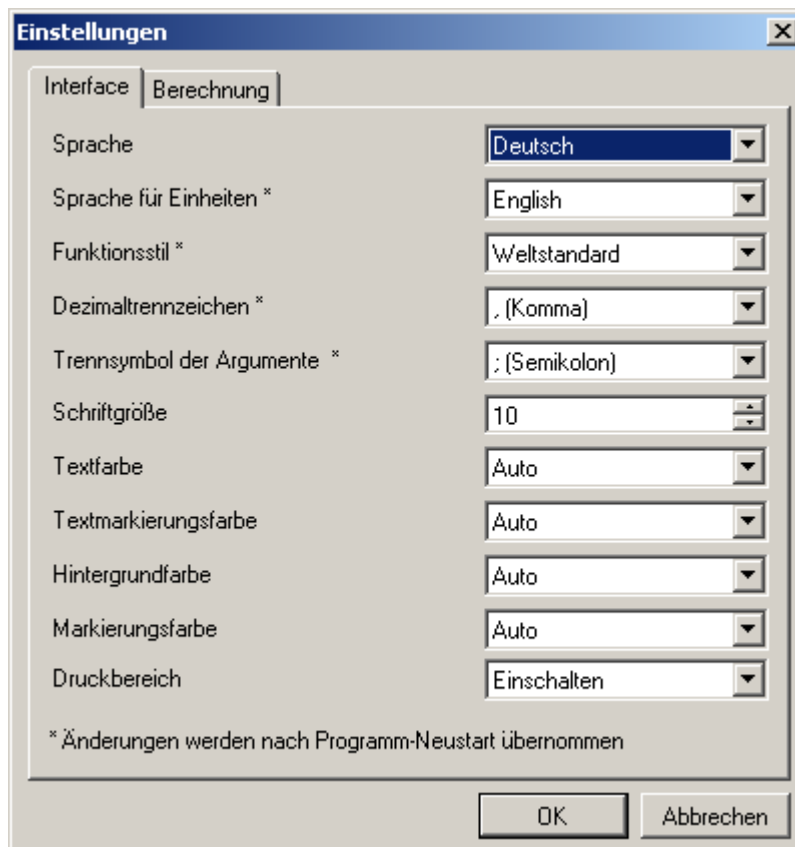 Einstellungen
Interface Berechnung
Sprache Deutsch
Sprache für Einheiten * English
Funktionsstil * Weltstandard
Dezimaltrennzeichen * , (Komma)
Trennsymbol der Argumente * ; (Semikolon)
Schriftgröße 10
Textfarbe Auto
Textmarkierungsfarbe Auto
Hintergrundfarbe Auto
Markierungsfarbe Auto
Druckbereich Einschalten
* Änderungen werden nach Programm-Neustart übernommen
OK Abbrechen